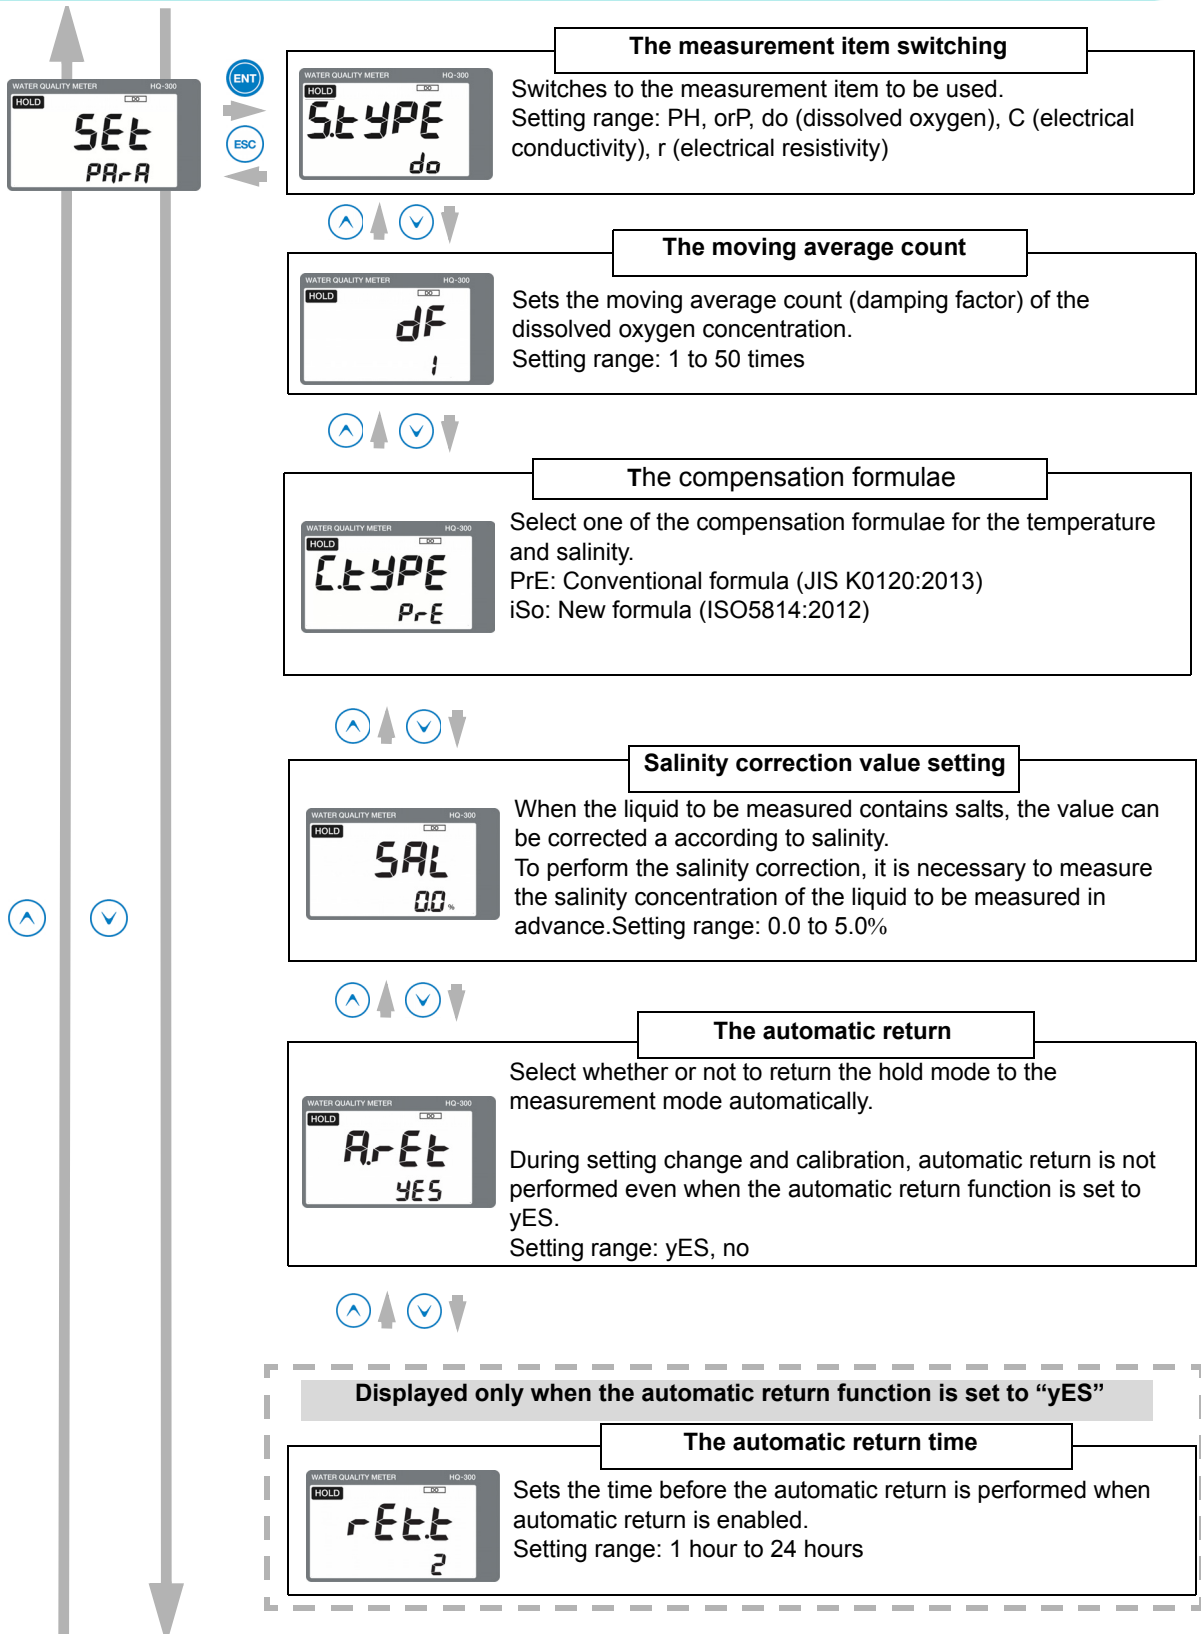 WATER QUALITY METER HQ-300
HOLD
DO
SEt
PArA
ENT
ESC
The measurement item switching
WATER QUALITY METER HQ-300
HOLD
DO
S.tyPE
do
Switches to the measurement item to be used.
Setting range: PH, orP, do (dissolved oxygen), C (electrical
conductivity), r (electrical resistivity)
The moving average count
WATER QUALITY METER HQ-300
HOLD
DO
dF
1
Sets the moving average count (damping factor) of the
dissolved oxygen concentration.
Setting range: 1 to 50 times
The compensation formulae
WATER QUALITY METER HQ-300
HOLD
DO
C.tyPE
PrE
Select one of the compensation formulae for the temperature
and salinity.
PrE: Conventional formula (JIS K0120:2013)
iSo: New formula (ISO5814:2012)
Salinity correction value setting
WATER QUALITY METER HQ-300
HOLD
DO
SAL
0.0 %
When the liquid to be measured contains salts, the value can
be corrected a according to salinity.
To perform the salinity correction, it is necessary to measure
the salinity concentration of the liquid to be measured in
advance.Setting range: 0.0 to 5.0%
The automatic return
WATER QUALITY METER HQ-300
HOLD
DO
A.rEt
yES
Select whether or not to return the hold mode to the
measurement mode automatically.
During setting change and calibration, automatic return is not
performed even when the automatic return function is set to
yES.
Setting range: yES, no
Displayed only when the automatic return function is set to “yES”
The automatic return time
WATER QUALITY METER HQ-300
HOLD
DO
rEt.t
2
Sets the time before the automatic return is performed when
automatic return is enabled.
Setting range: 1 hour to 24 hours